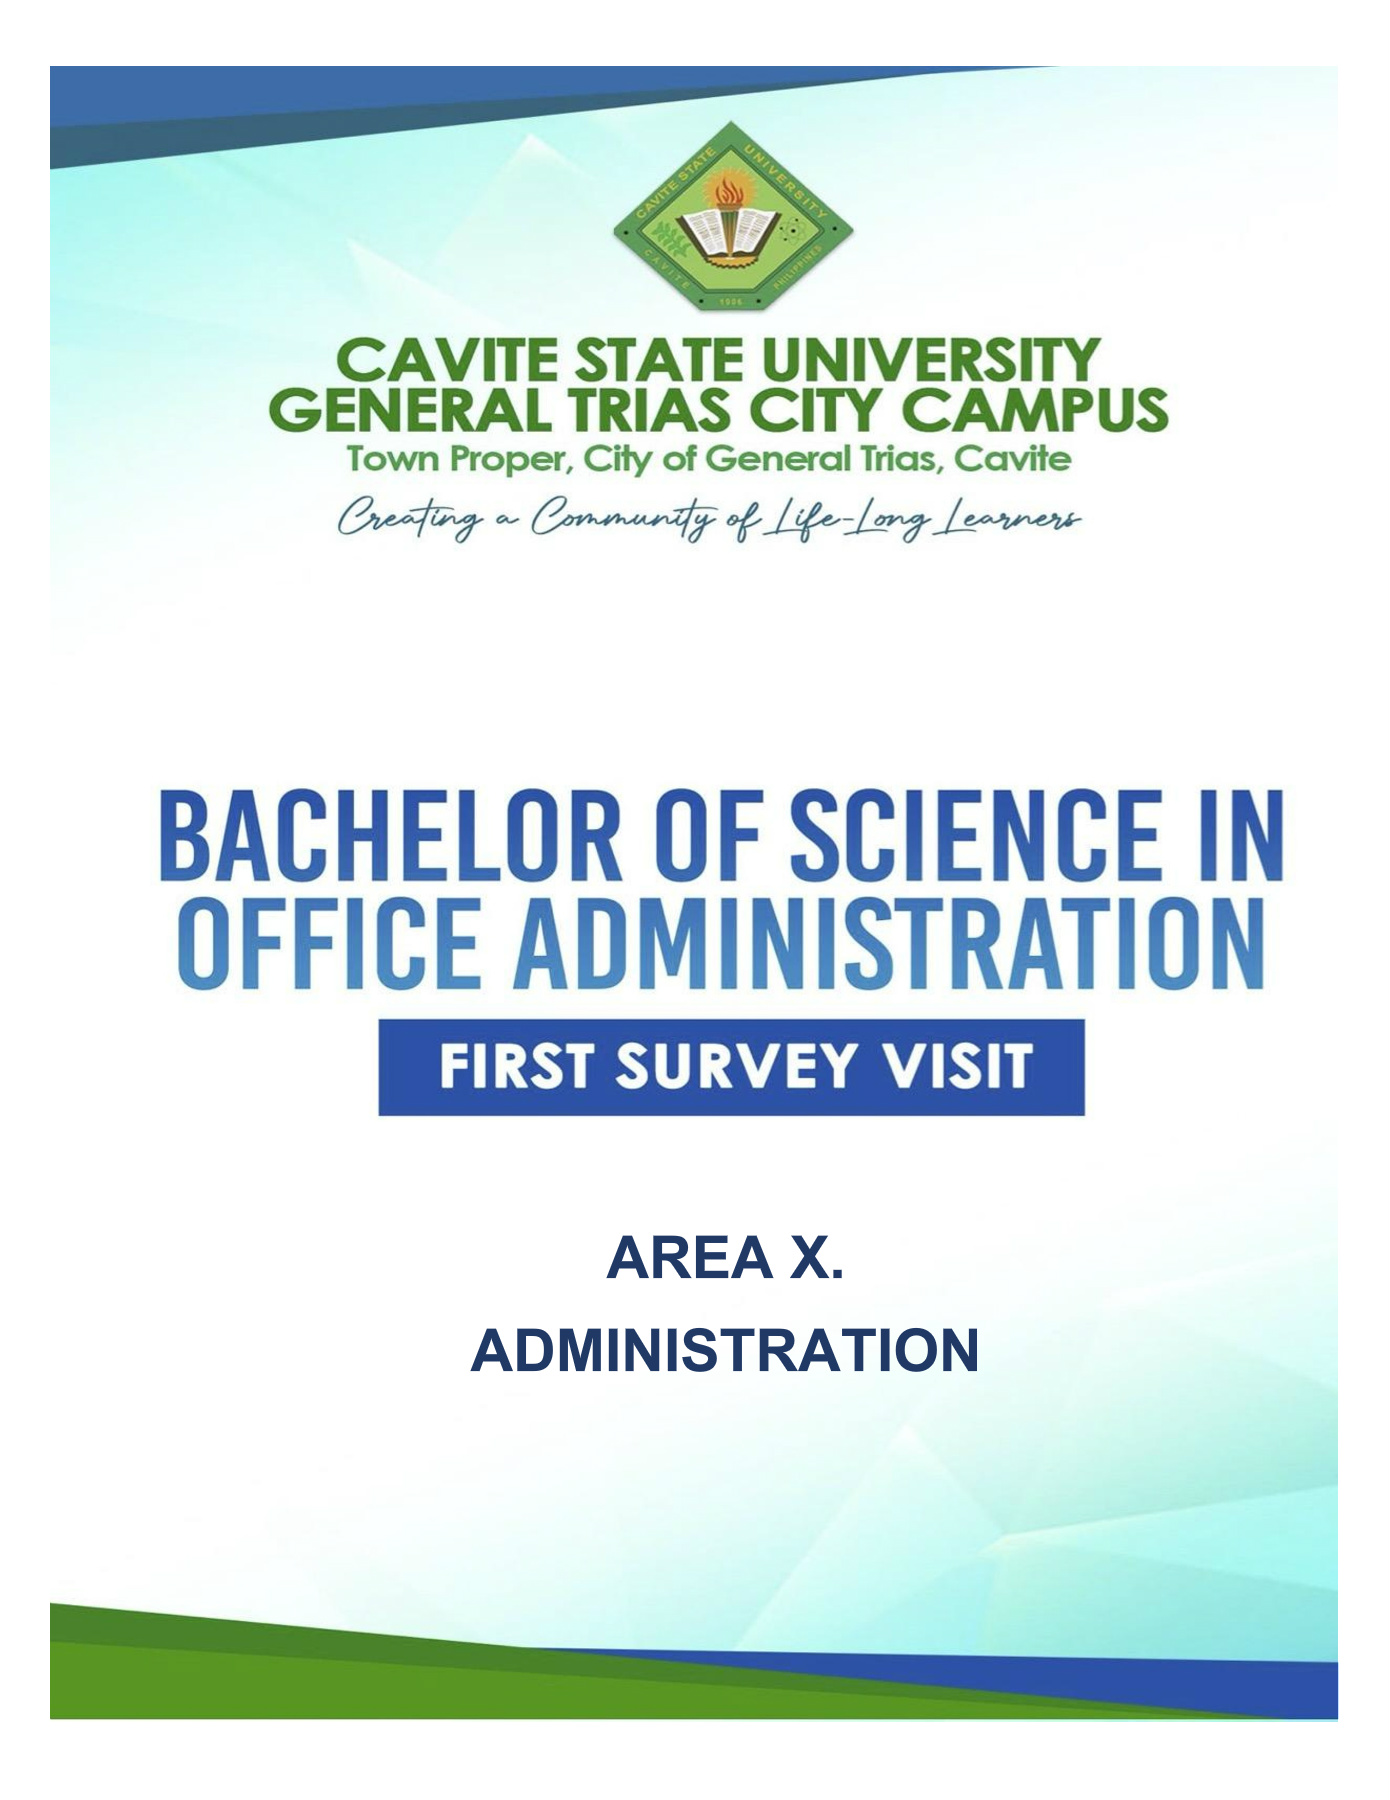 CAVITE STATE UNIVERSITY
CAVITE PHILIPPINES
1906
CAVITE STATE UNIVERSITY
GENERAL TRIAS CITY CAMPUS
Town Proper, City of General Trias, Cavite
Creating a Community of Life-Long Learners
BACHELOR OF SCIENCE IN
OFFICE ADMINISTRATION
FIRST SURVEY VISIT
AREA X.
ADMINISTRATION